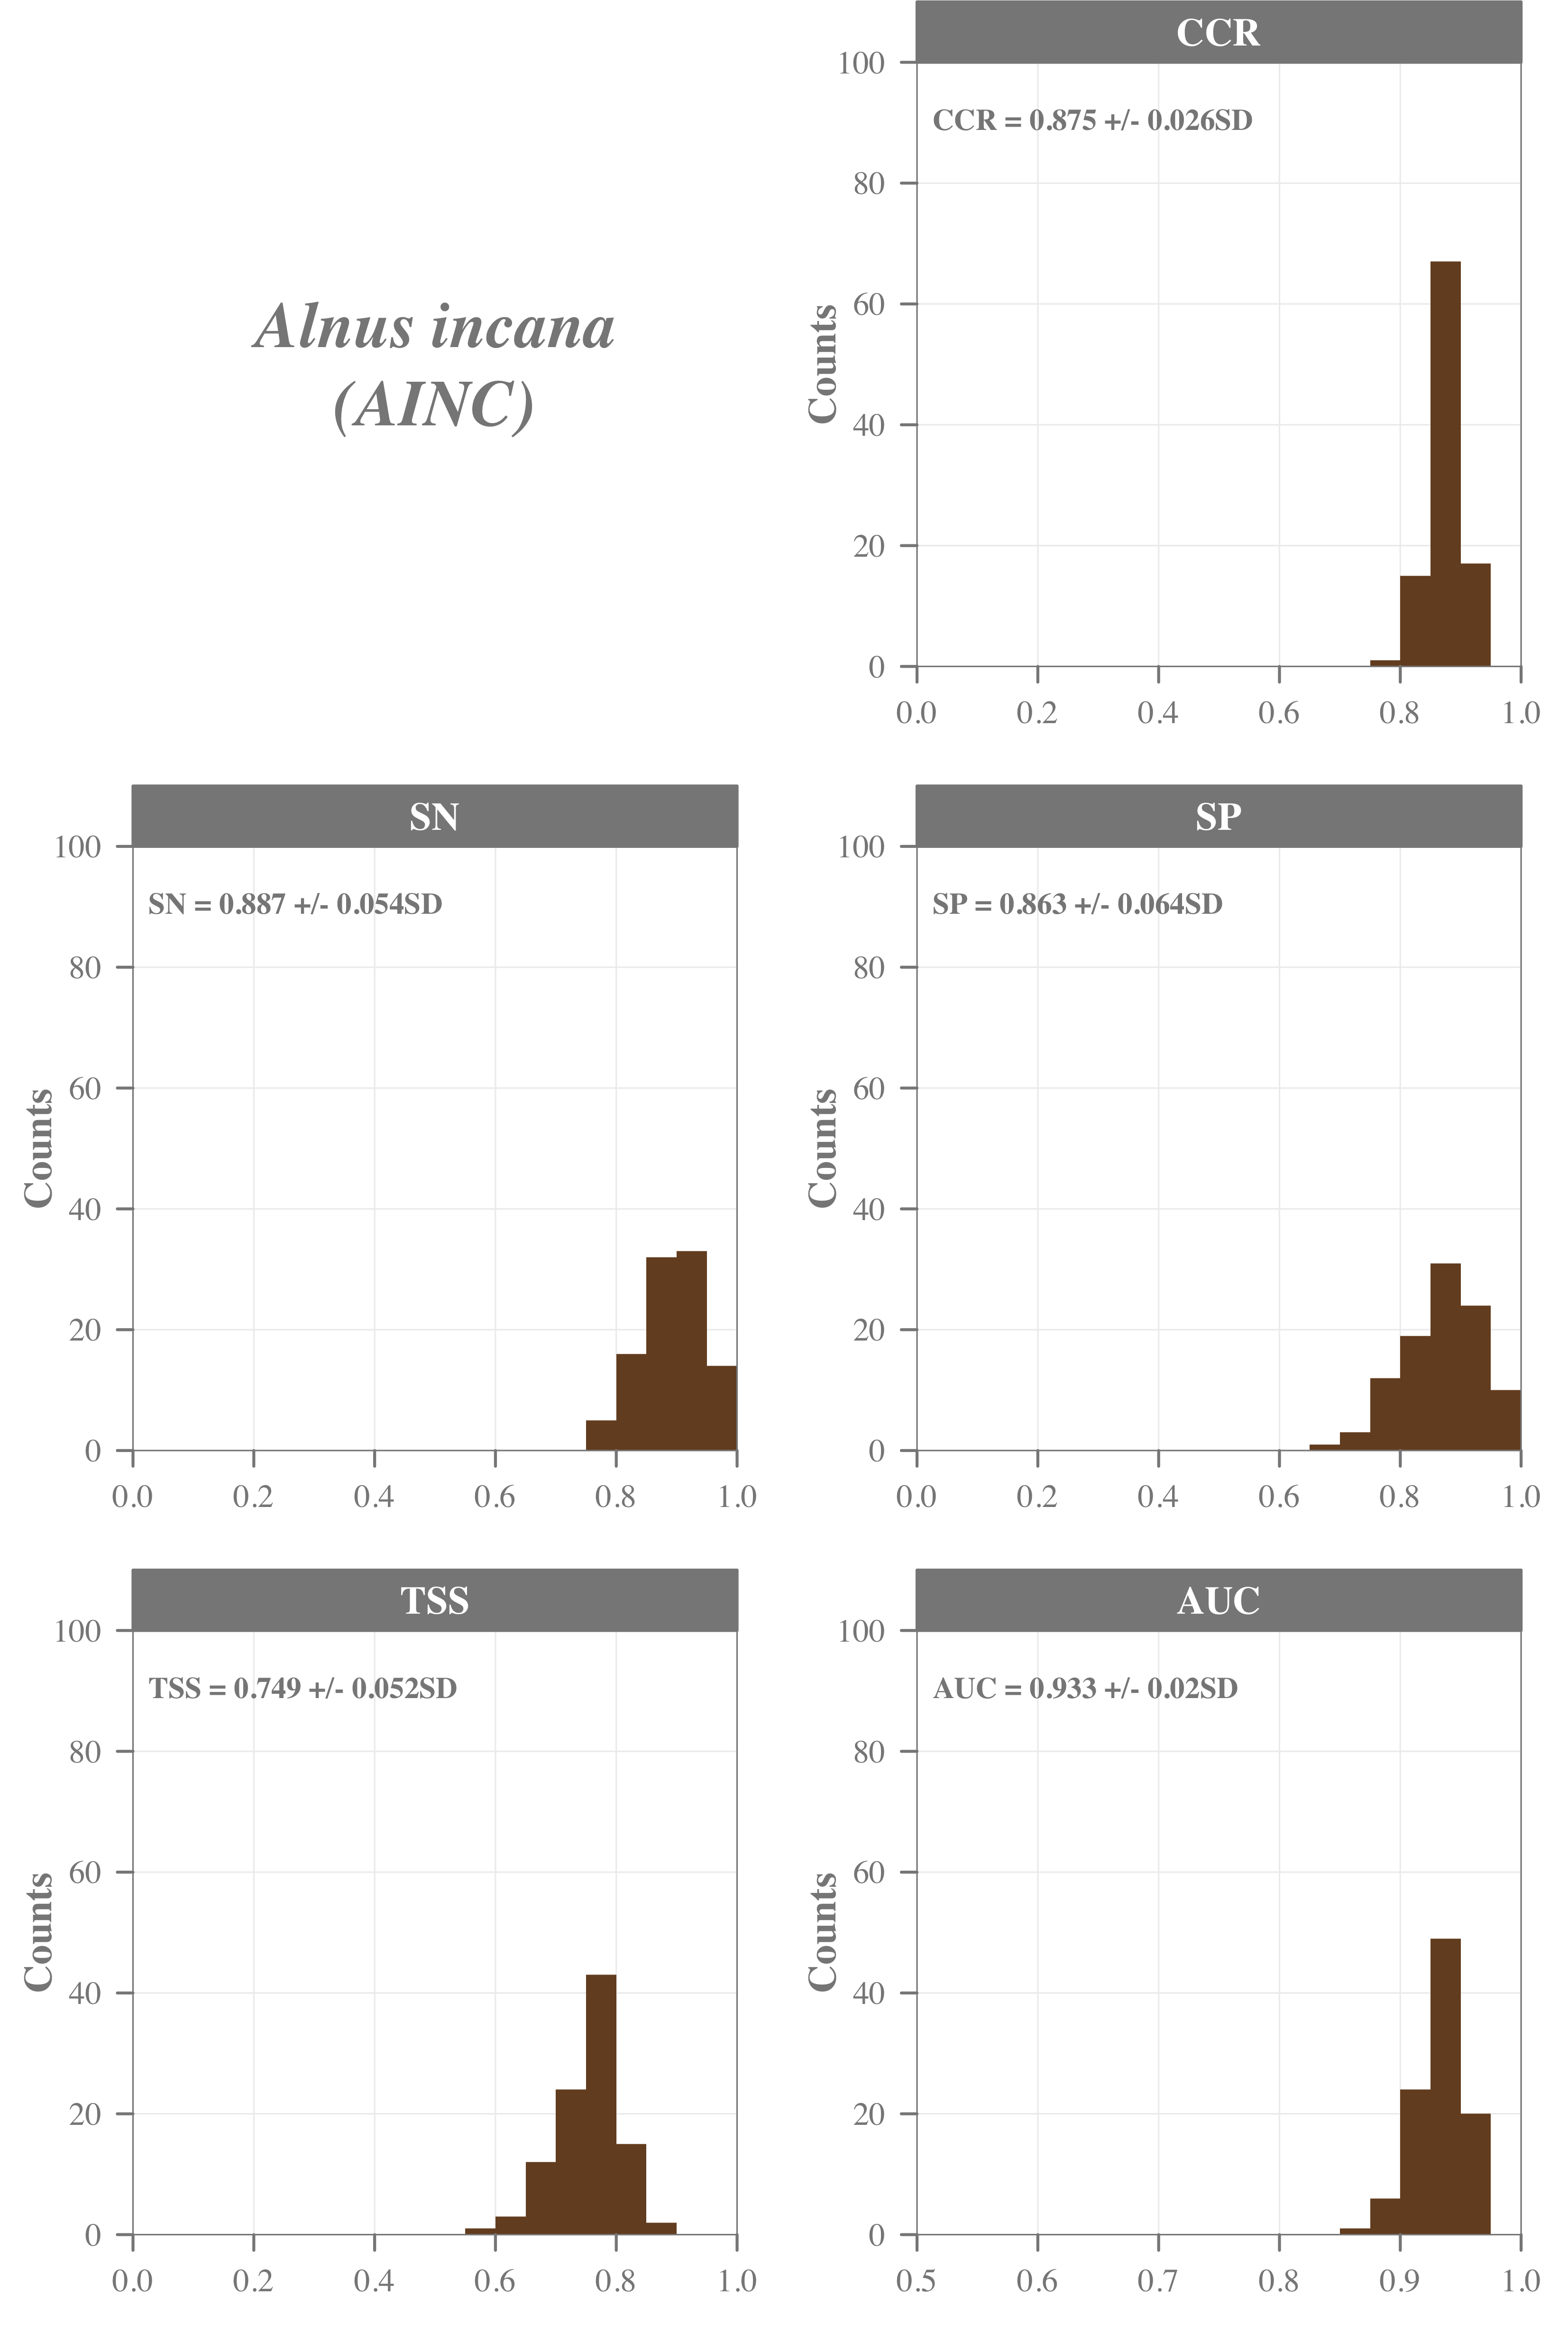 Alnus incana
(AINC)
CCR
CCR = 0.875 +/- 0.026SD
Counts
100
80
60
40
20
0
0.0 0.2 0.4 0.6 0.8 1.0
SN
SN = 0.887 +/- 0.054SD
Counts
100
80
60
40
20
0
0.0 0.2 0.4 0.6 0.8 1.0
SP
SP = 0.863 +/- 0.064SD
Counts
100
80
60
40
20
0
0.0 0.2 0.4 0.6 0.8 1.0
TSS
TSS = 0.749 +/- 0.052SD
Counts
100
80
60
40
20
0
0.0 0.2 0.4 0.6 0.8 1.0
AUC
AUC = 0.933 +/- 0.02SD
Counts
100
80
60
40
20
0
0.5 0.6 0.7 0.8 0.9 1.0